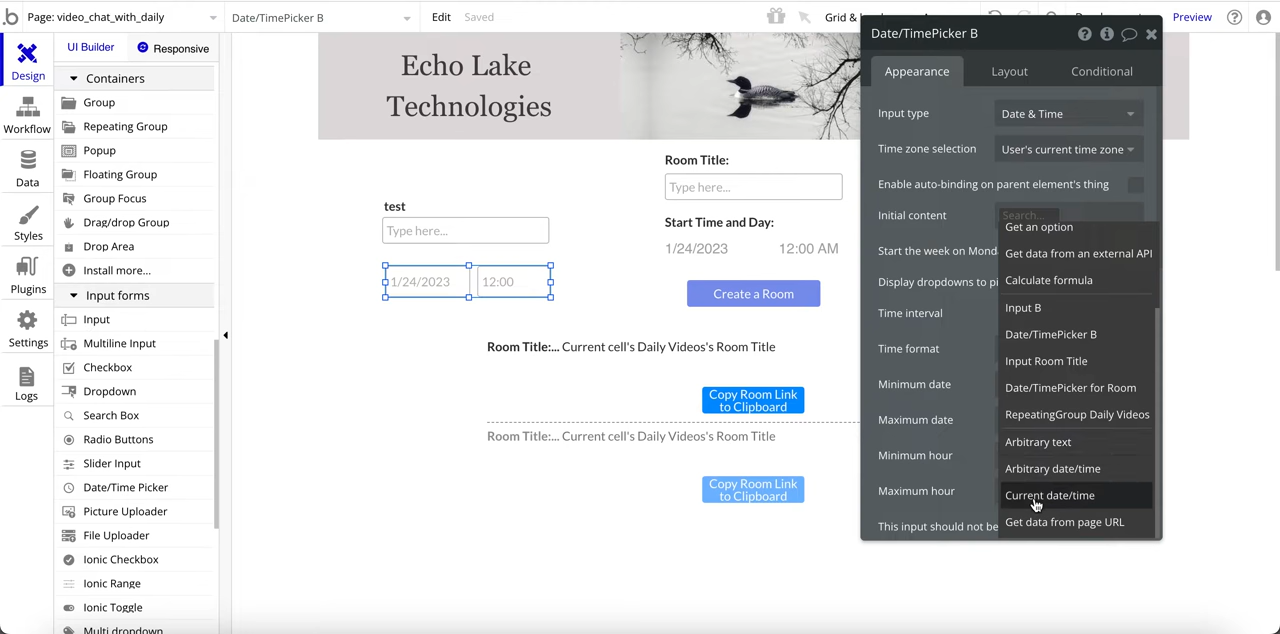 b Page: video_chat_with_daily
Date/TimePicker B
Edit Saved
Grid &
Preview
Design
Workflow
Data
Styles
Plugins
Settings
Logs
UI Builder Responsive
Containers
Group
Repeating Group
Popup
Floating Group
Group Focus
Drag/drop Group
Drop Area
Install more...
Input forms
Input
Multiline Input
Checkbox
Dropdown
Search Box
Radio Buttons
Slider Input
Date/Time Picker
Picture Uploader
File Uploader
Ionic Checkbox
Ionic Range
Ionic Toggle
Multi dropdown
Echo Lake
Technologies
test
Type here...
1/24/2023 12:00
Room Title:
Type here...
Start Time and Day:
1/24/2023 12:00 AM
Create a Room
Room Title:... Current cell's Daily Videos's Room Title
Copy Room Link
to Clipboard
Room Title:... Current cell's Daily Videos's Room Title
Copy Room Link
to Clipboard
Date/TimePicker B
Appearance Layout Conditional
Input type Date & Time
Time zone selection User's current time zone
Enable auto-binding on parent element's thing
Initial content Search...
Start the week on Mond
Display dropdowns to pi
Time interval
Time format
Minimum date
Maximum date
Minimum hour
Maximum hour
This input should not be
Get an option
Get data from an external API
Calculate formula
Input B
Date/TimePicker B
Input Room Title
Date/TimePicker for Room
RepeatingGroup Daily Videos
Arbitrary text
Arbitrary date/time
Current date/time
Get data from page URL